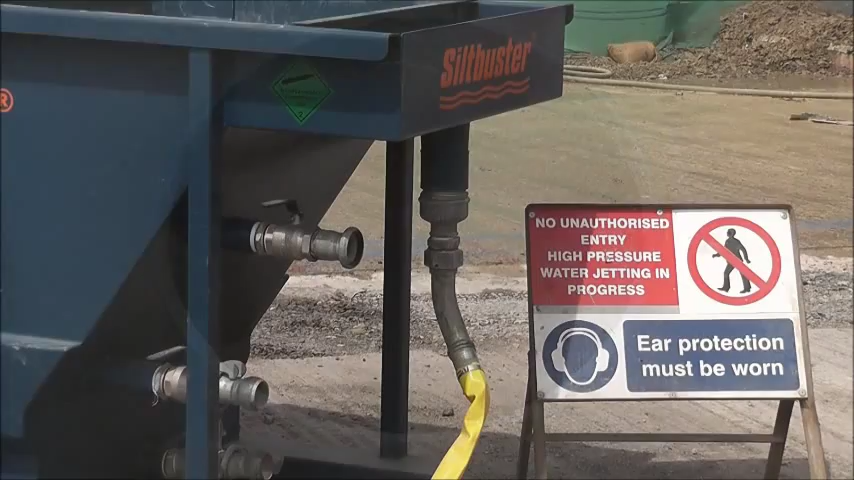 Siltbuster
®
NO UNAUTHORISED
ENTRY
HIGH PRESSURE
WATER JETTING IN
PROGRESS
Ear protection
must be worn